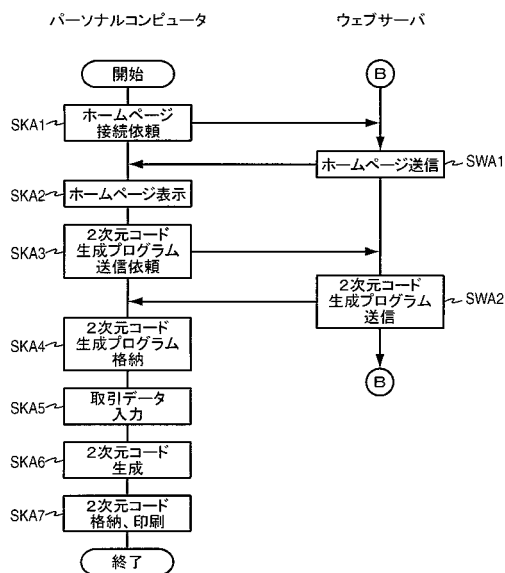 パーソナルコンピュータ
ウェブサーバ
開始
B
SKA1
ホームページ
接続依頼
ホームページ送信
SWA1
SKA2
ホームページ表示
SKA3
2次元コード
生成プログラム
送信依頼
2次元コード
生成プログラム
送信
SWA2
SKA4
2次元コード
生成プログラム
格納
B
SKA5
取引データ
入力
SKA6
2次元コード
生成
SKA7
2次元コード
格納、印刷
終了